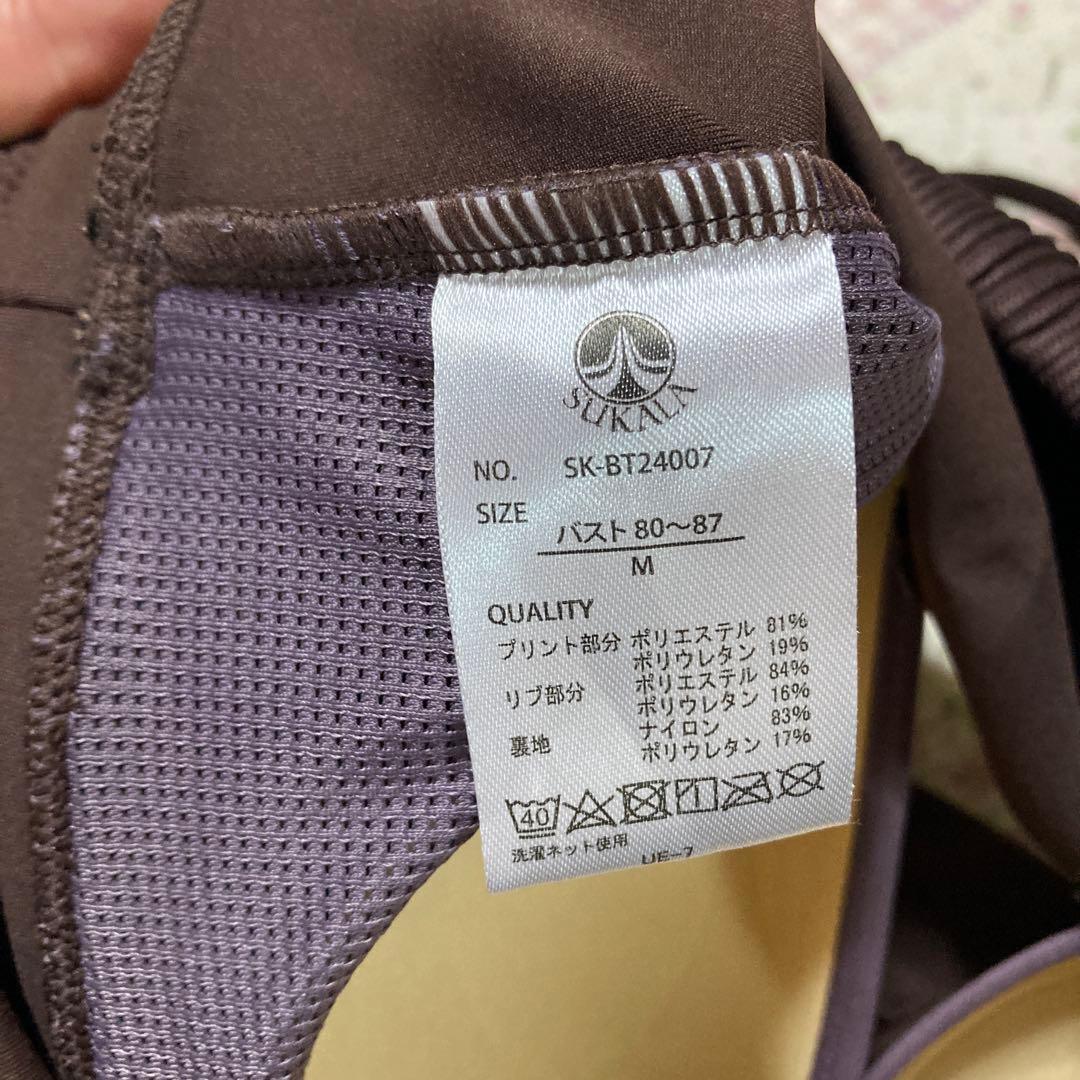 SUKALA
NO. SK-BT24007
SIZE バスト 80〜87
M
QUALITY
プリント部分 ポリエステル 81%
ポリウレタン 19%
リブ部分 ポリエステル 84%
ポリウレタン 16%
裏地 ナイロン 83%
ポリウレタン 17%
40
洗濯ネット使用